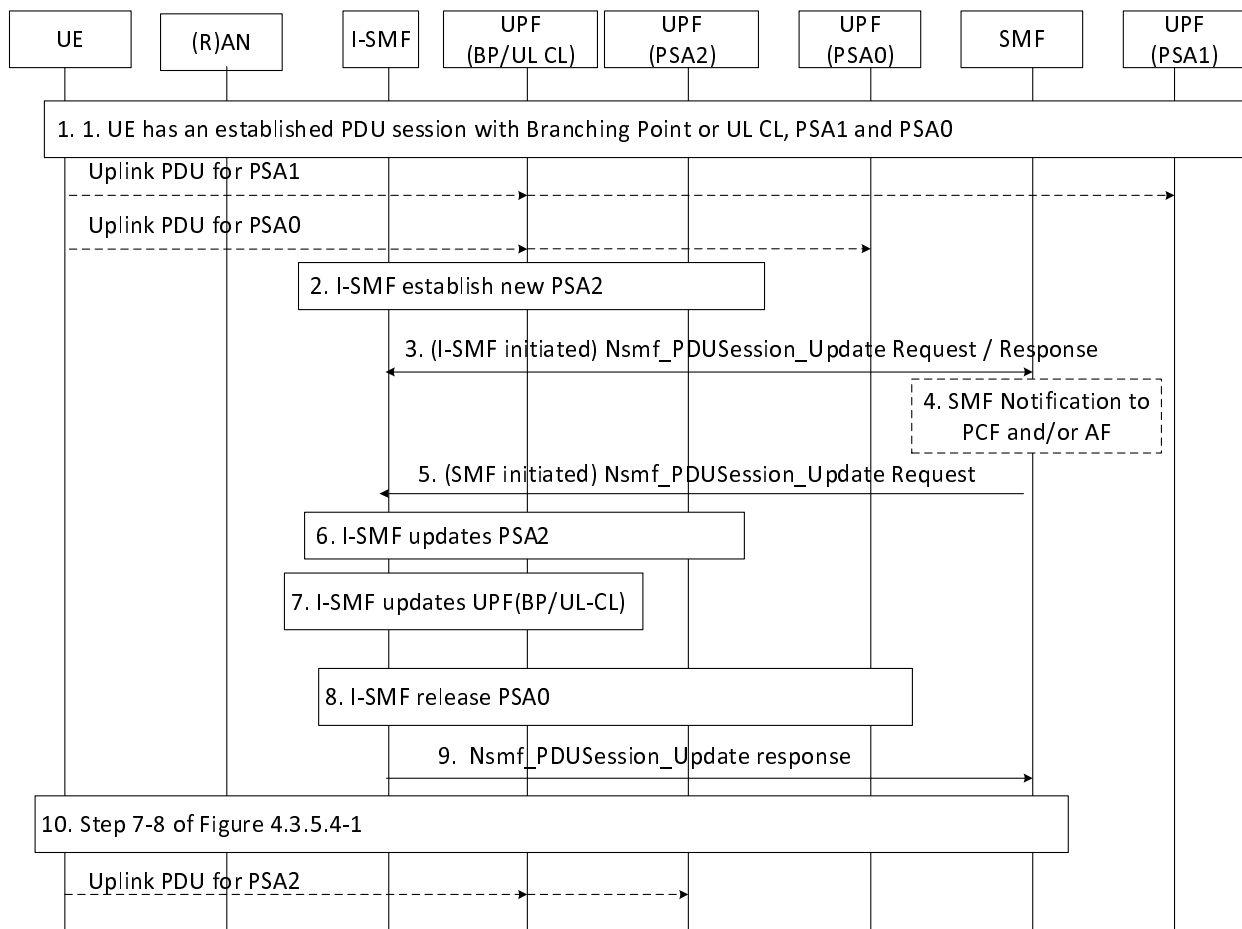 UE
(R)AN
I-SMF
UPF
(BP/UL CL)
UPF
(PSA2)
UPF
(PSA0)
SMF
UPF
(PSA1)
1. 1. UE has an established PDU session with Branching Point or UL CL, PSA1 and PSA0
Uplink PDU for PSA1
Uplink PDU for PSA0
2. I-SMF establish new PSA2
3. (I-SMF initiated) Nsmf_PDUSession_Update Request / Response
4. SMF Notification to
PCF and/or AF
5. (SMF initiated) Nsmf_PDUSession_Update Request
6. I-SMF updates PSA2
7. I-SMF updates UPF(BP/UL-CL)
8. I-SMF release PSA0
9. Nsmf_PDUSession_Update response
10. Step 7-8 of Figure 4.3.5.4-1
Uplink PDU for PSA2